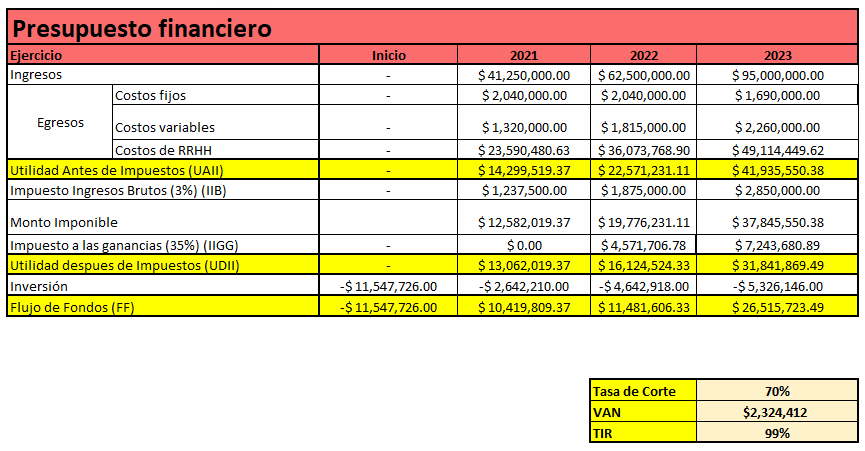 Presupuesto financiero
Ejercicio Inicio 2021 2022 2023
Ingresos - $ 41,250,000.00 $ 62,500,000.00 $ 95,000,000.00
Egresos
Costos fijos - $ 2,040,000.00 $ 2,040,000.00 $ 1,690,000.00
Costos variables - $ 1,320,000.00 $ 1,815,000.00 $ 2,260,000.00
Costos de RRHH - $ 23,590,480.63 $ 36,073,768.90 $ 49,114,449.62
Utilidad Antes de Impuestos (UAII) - $ 14,299,519.37 $ 22,571,231.11 $ 41,935,550.38
Impuesto Ingresos Brutos (3%) (IIB) - $ 1,237,500.00 $ 1,875,000.00 $ 2,850,000.00
Monto Imponible $ 12,582,019.37 $ 19,776,231.11 $ 37,845,550.38
Impuesto a las ganancias (35%) (IIGG) - $ 0.00 $ 4,571,706.78 $ 7,243,680.89
Utilidad despues de Impuestos (UDII) - $ 13,062,019.37 $ 16,124,524.33 $ 31,841,869.49
Inversión -$ 11,547,726.00 -$ 2,642,210.00 -$ 4,642,918.00 -$ 5,326,146.00
Flujo de Fondos (FF) -$ 11,547,726.00 $ 10,419,809.37 $ 11,481,606.33 $ 26,515,723.49
Tasa de Corte 70%
VAN $2,324,412
TIR 99%